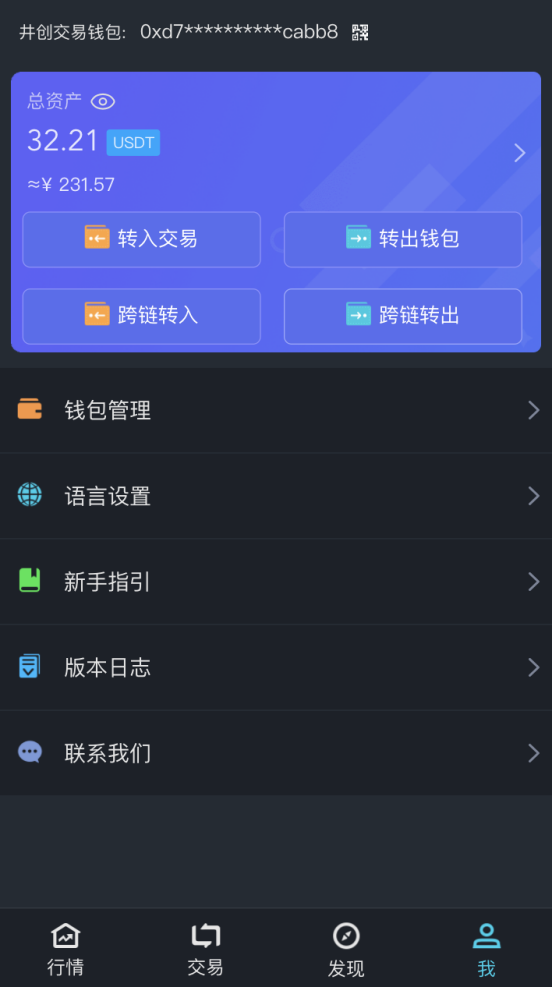 井创交易钱包: 0xd7**********cabb8
总资产
32.21 USDT
≈¥ 231.57
转入交易 转出钱包
跨链转入 跨链转出
钱包管理
语言设置
新手指引
版本日志
联系我们
行情 交易 发现 我